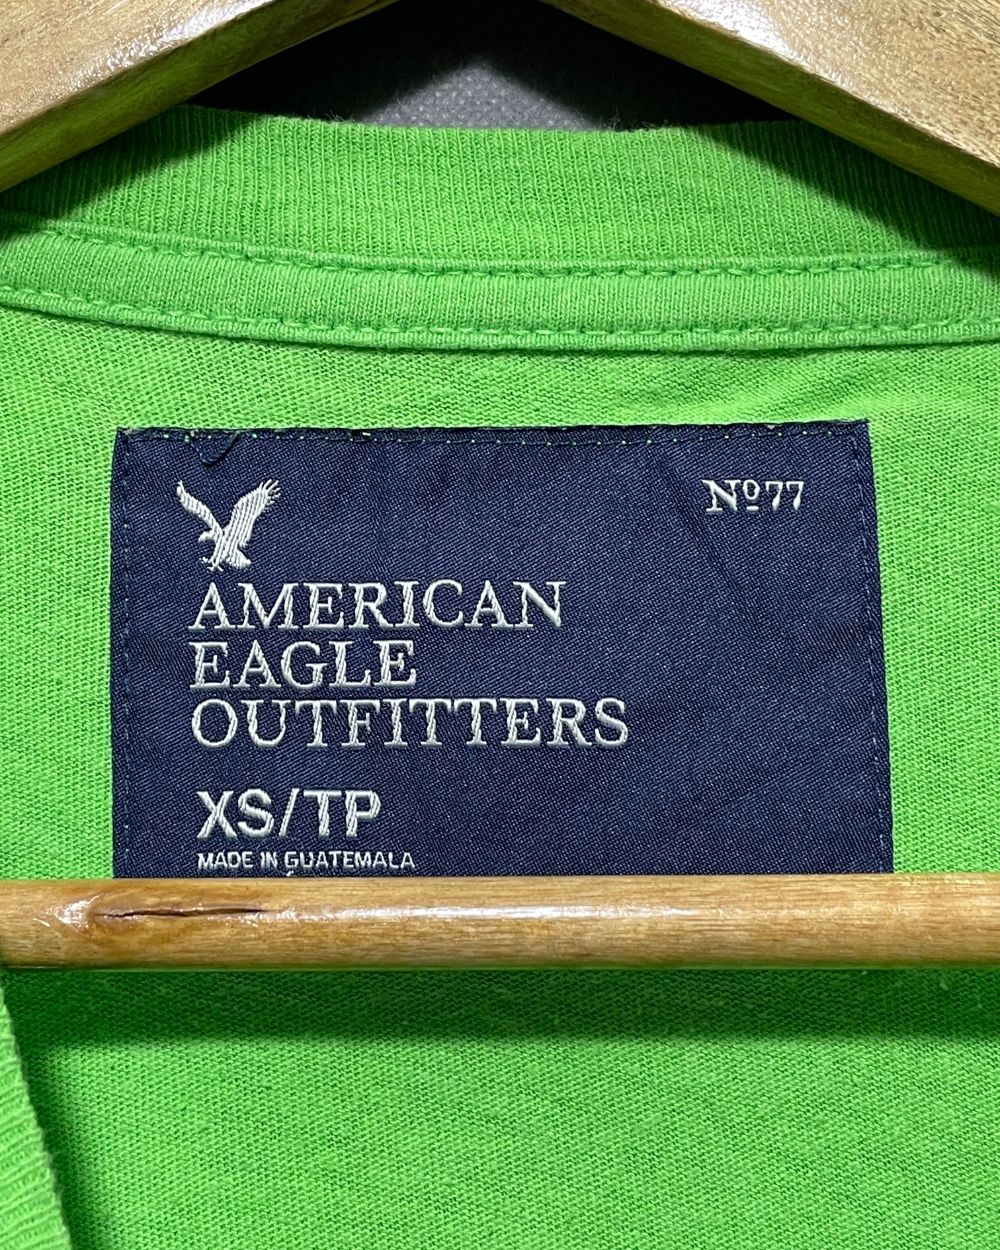 Nº77
AMERICAN
EAGLE
OUTFITTERS
XS/TP
MADE IN GUATEMALA